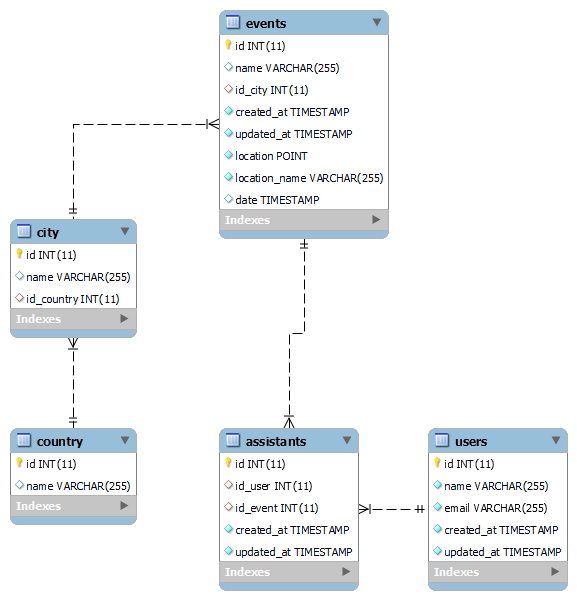 events
id INT(11)
name VARCHAR(255)
id_city INT(11)
created_at TIMESTAMP
updated_at TIMESTAMP
location POINT
location_name VARCHAR(255)
date TIMESTAMP
Indexes
city
id INT(11)
name VARCHAR(255)
id_country INT(11)
Indexes
country
id INT(11)
name VARCHAR(255)
Indexes
assistants
id INT(11)
id_user INT(11)
id_event INT(11)
created_at TIMESTAMP
updated_at TIMESTAMP
Indexes
users
id INT(11)
name VARCHAR(255)
email VARCHAR(255)
created_at TIMESTAMP
updated_at TIMESTAMP
Indexes